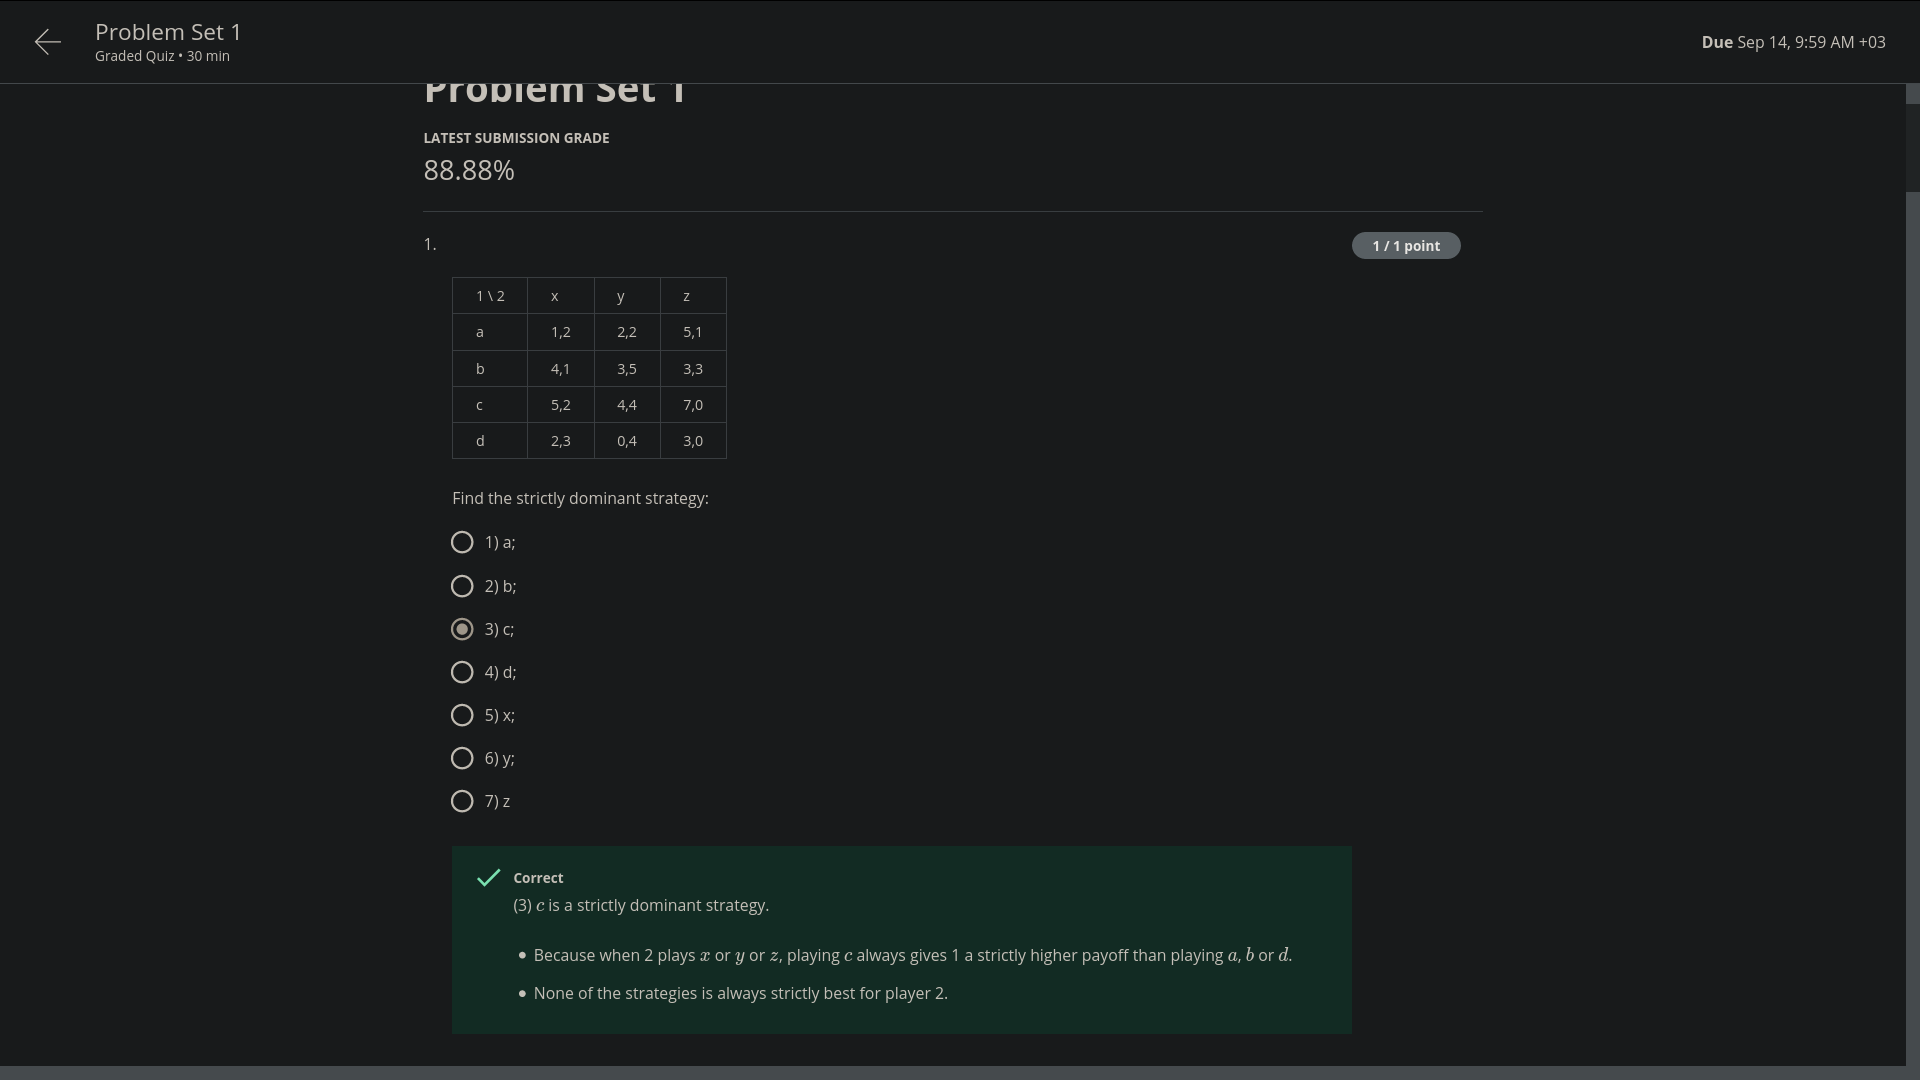 Problem Set 1
Graded Quiz • 30 min
Due Sep 14, 9:59 AM +03
Problem Set 1
LATEST SUBMISSION GRADE
88.88%
1.
1 / 1 point
1 \ 2 x y z
a 1,2 2,2 5,1
b 4,1 3,5 3,3
c 5,2 4,4 7,0
d 2,3 0,4 3,0
Find the strictly dominant strategy:
1) a;
2) b;
3) c;
4) d;
5) x;
6) y;
7) z
Correct
(3) c is a strictly dominant strategy.
• Because when 2 plays x or y or z, playing c always gives 1 a strictly higher payoff than playing a, b or d.
• None of the strategies is always strictly best for player 2.